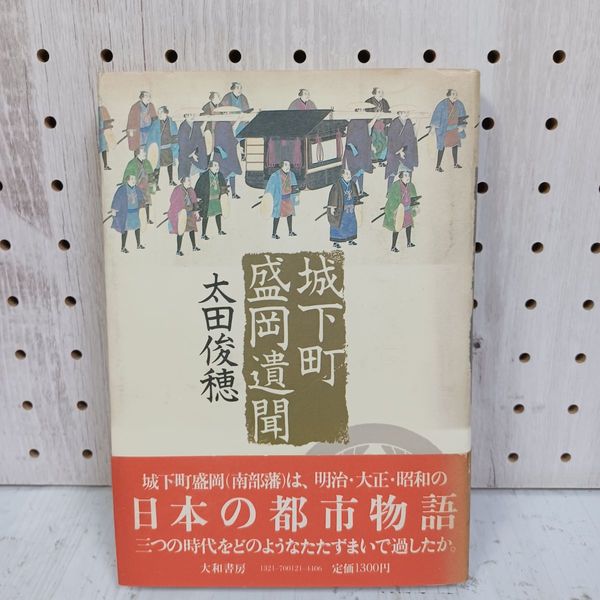 城下町
盛岡遺聞
太田俊穂
城下町盛岡(南部藩)は、明治・大正・昭和の
日本の都市物語
三つの時代をどのようなたたずまいで過したか。
大和書房 1321-700121-4406 定価1300円